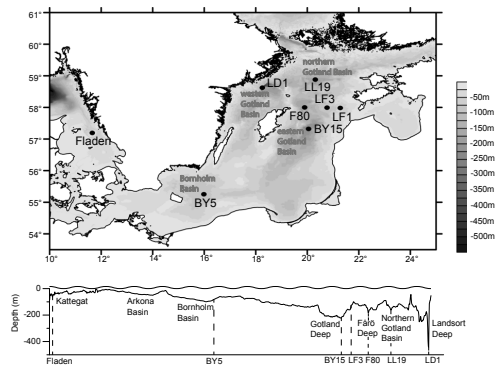 61°
60°
59°
58°
57°
56°
55°
54°
10°
12°
14°
16°
18°
20°
22°
24°
northern
Gotland Basin
western
Gotland
Basin
eastern
Gotland
Basin
Bornholm
Basin
LD1
LL19
LF3
F80
LF1
BY15
Fladen
BY5
-50m
-100m
-150m
-200m
-250m
-300m
-350m
-400m
-450m
-500m
Depth (m)
0
-200
-400
Kattegat
Arkona
Basin
Bornholm
Basin
Gotland
Deep
Fårö
Deep
Northern
Gotland
Basin
Landsort
Deep
Fladen
BY5
BY15
LF3
F80
LL19
LD1